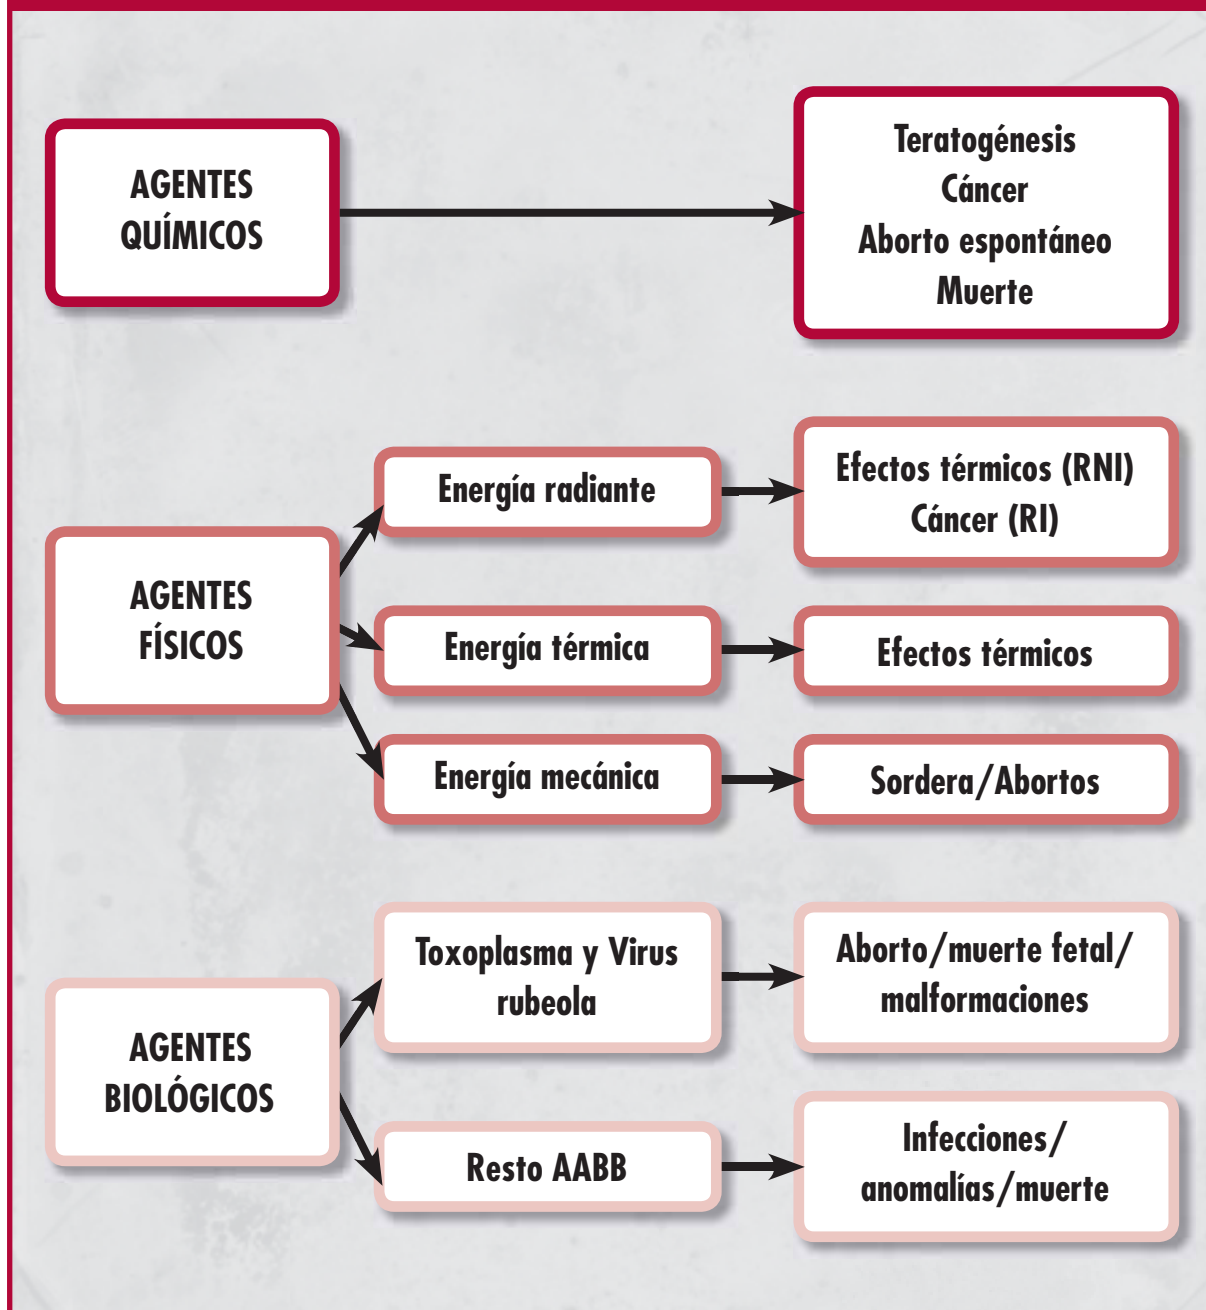 AGENTES
QUÍMICOS
Teratogénesis
Cáncer
Aborto espontáneo
Muerte
AGENTES
FÍSICOS
Energía radiante
Efectos térmicos (RNI)
Cáncer (RI)
Energía térmica
Efectos térmicos
Energía mecánica
Sordera/Abortos
AGENTES
BIOLÓGICOS
Toxoplasma y Virus
rubeola
Aborto/muerte fetal/
malformaciones
Resto AABB
Infecciones/
anomalías/muerte